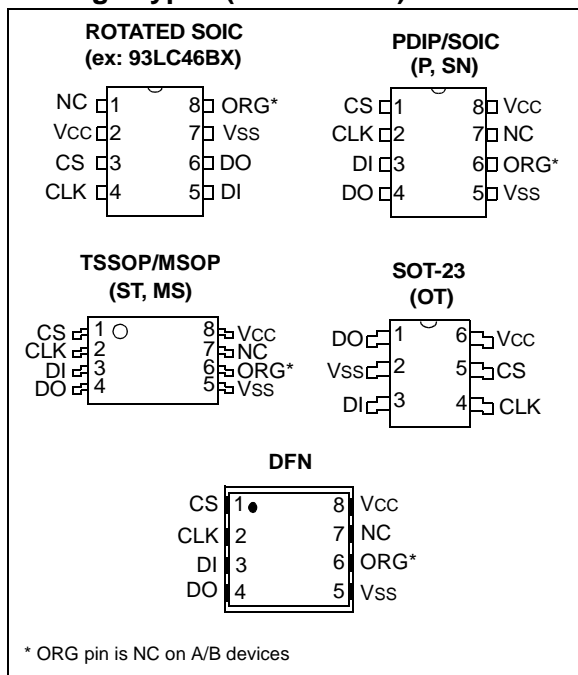 ROTATED SOIC
(ex: 93LC46BX)
NC 1 8 ORG*
VCC 2 7 VSS
CS 3 6 DO
CLK 4 5 DI
PDIP/SOIC
(P, SN)
CS 1 8 VCC
CLK 2 7 NC
DI 3 6 ORG*
DO 4 5 VSS
TSSOP/MSOP
(ST, MS)
CS 1 8 VCC
CLK 2 7 NC
DI 3 6 ORG*
DO 4 5 VSS
SOT-23
(OT)
DO 1 6 VCC
VSS 2 5 CS
DI 3 4 CLK
DFN
CS 1 8 VCC
CLK 2 7 NC
DI 3 6 ORG*
DO 4 5 VSS
* ORG pin is NC on A/B devices